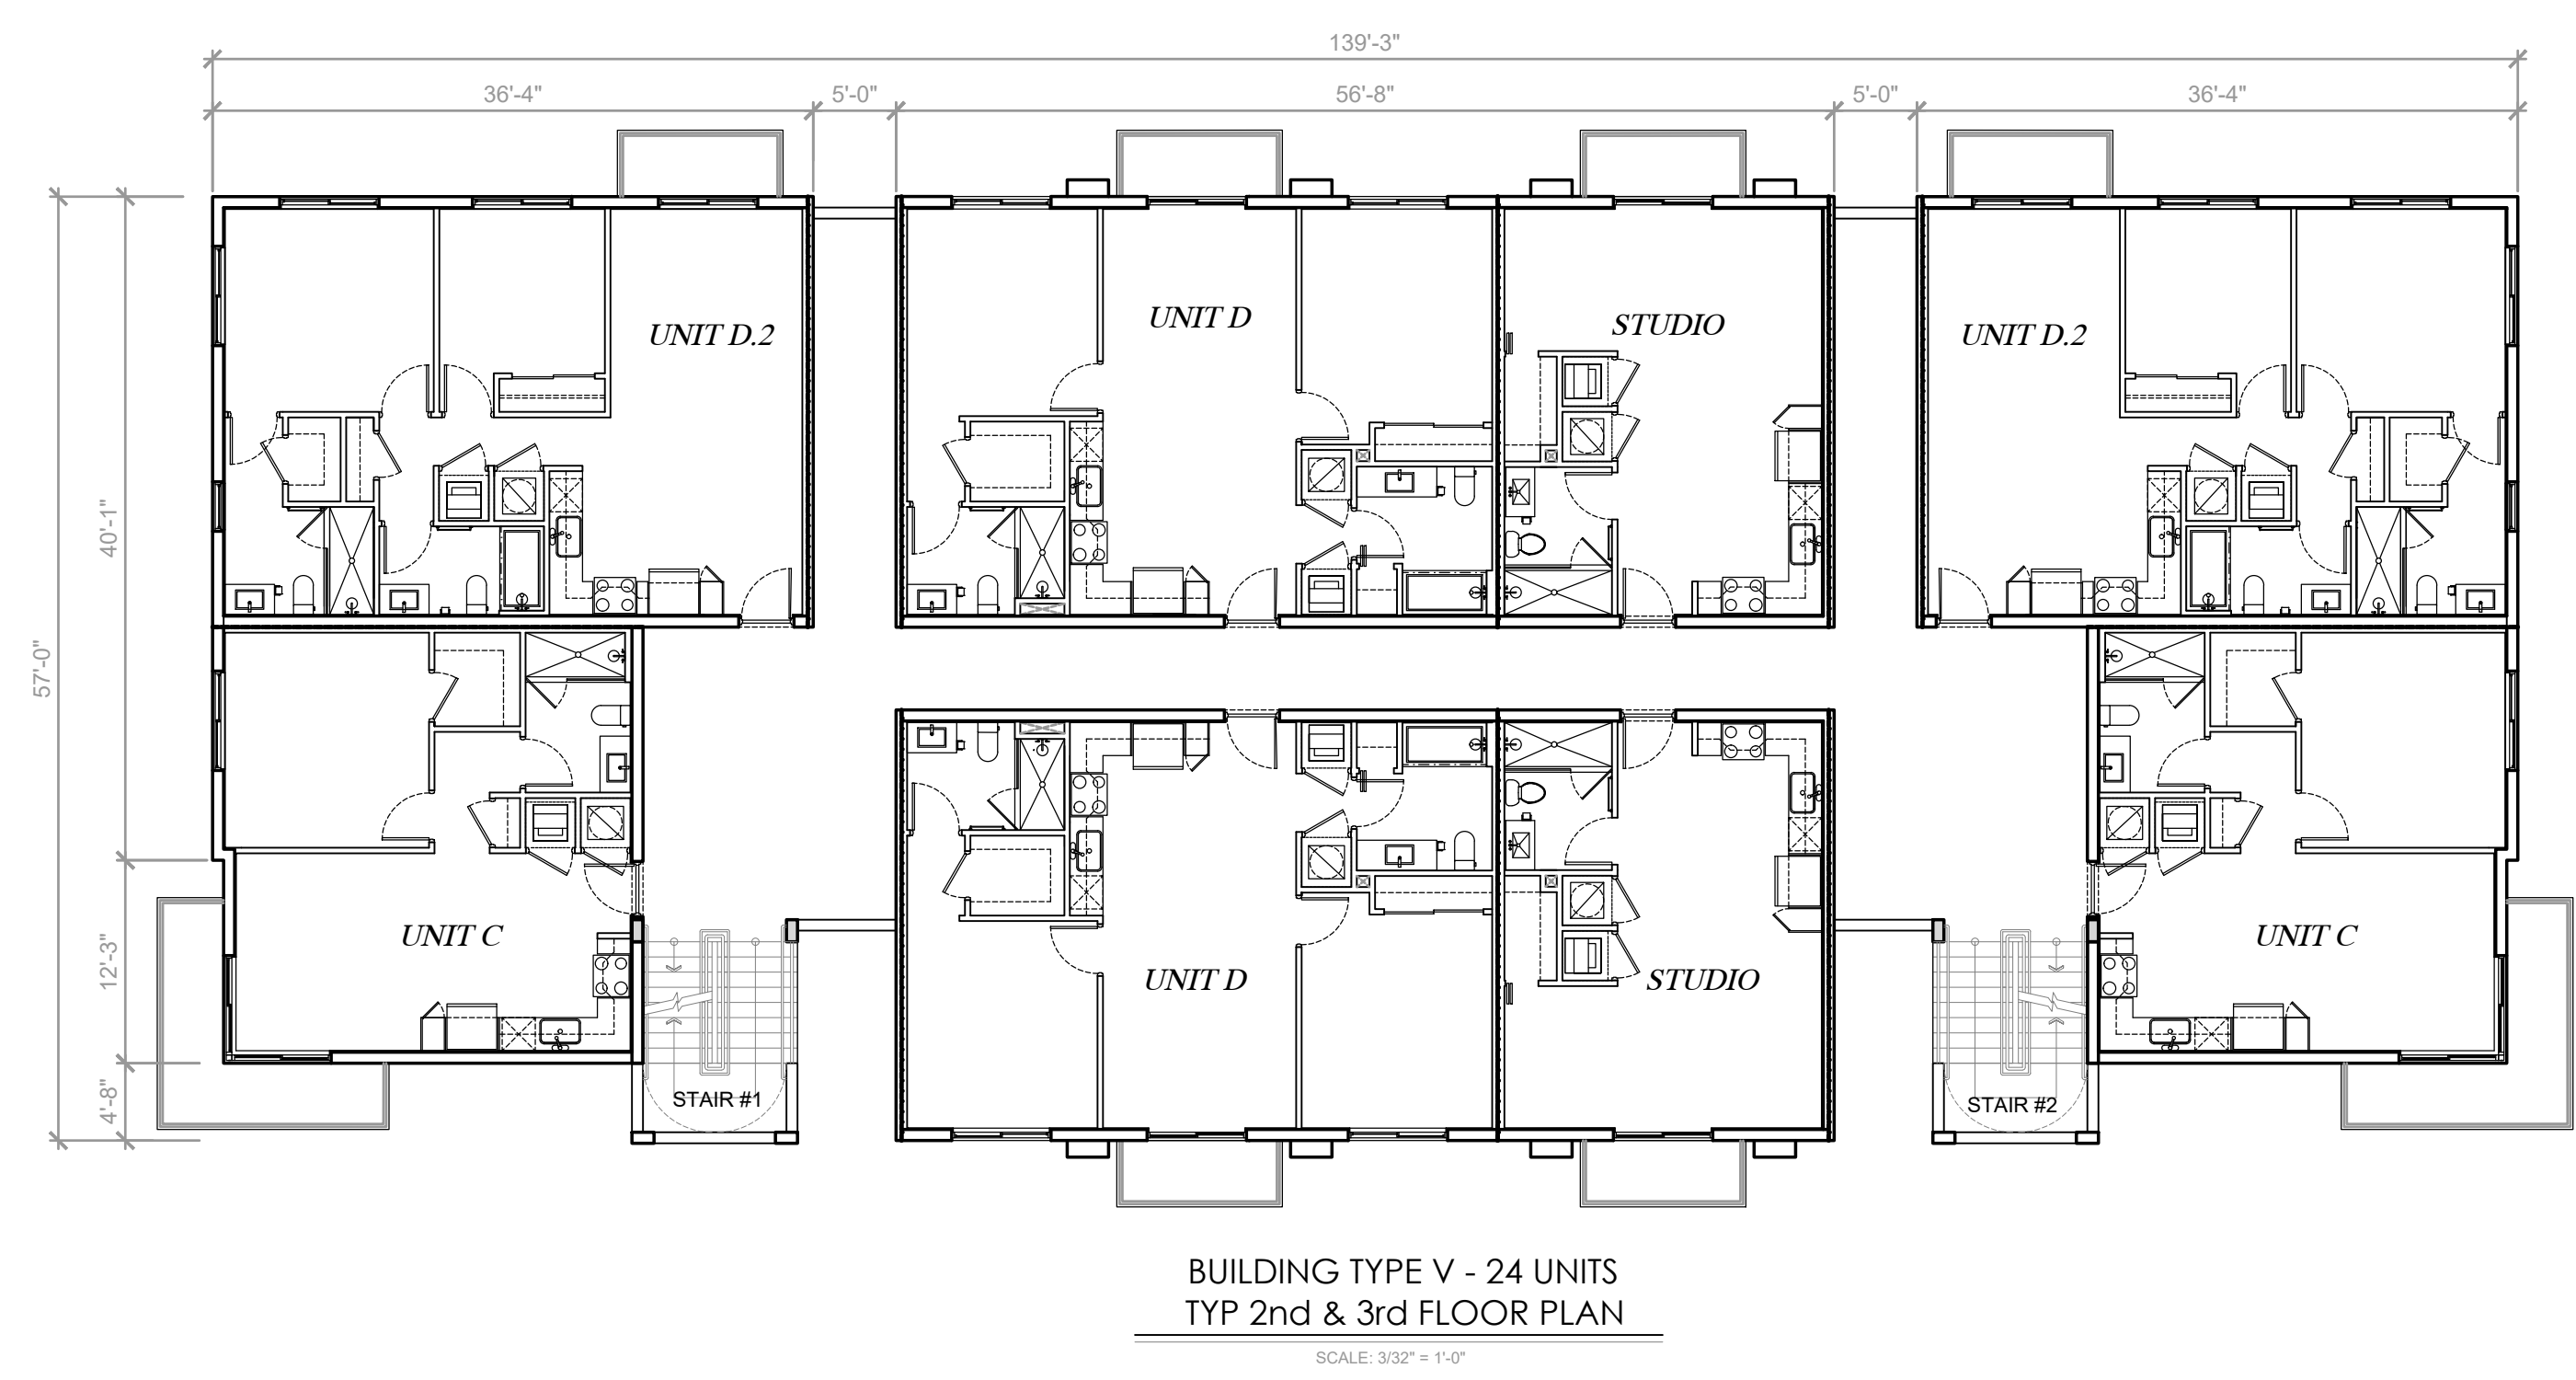 139'-3"
36'-4"
5'-0"
56'-8"
5'-0"
36'-4"
UNIT D.2
UNIT D
STUDIO
UNIT D.2
40'-1"
57'-0"
12'-3"
4'-8"
UNIT C
UNIT D
STUDIO
UNIT C
STAIR #1
STAIR #2
BUILDING TYPE V - 24 UNITS
TYP 2nd & 3rd FLOOR PLAN
SCALE: 3/32" = 1'-0"